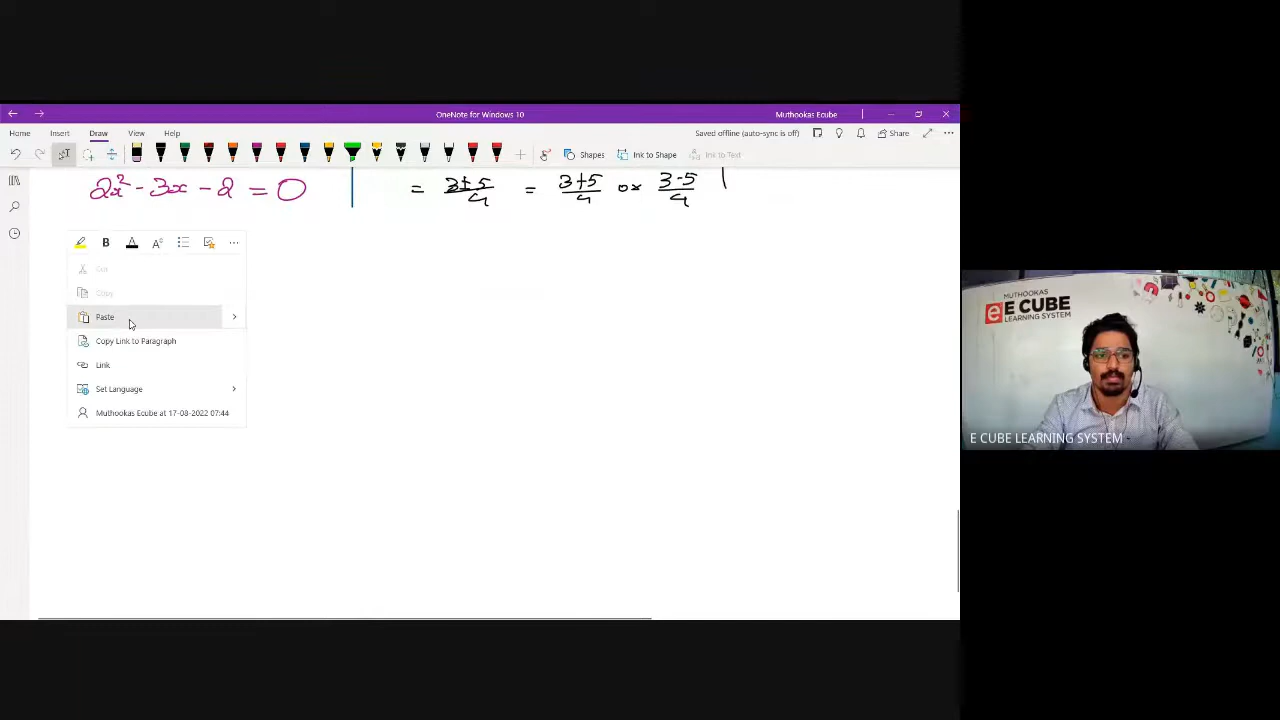 OneNote for Windows 10
Muthookas Ecube
Home Insert Draw View Help
Saved offline (auto-sync is off)
Share
Shapes
Ink to Shape
Ink to Text
2x² - 3x - 2 = 0
= 3±5/4 = 3+5/4 or 3-5/4
B A A
Cut
Copy
Paste
Copy Link to Paragraph
Link
Set Language
Muthookas Ecube at 17-08-2022 07:44
MUTHOOKAS
e E CUBE
LEARNING SYSTEM
E CUBE LEARNING SYSTEM -